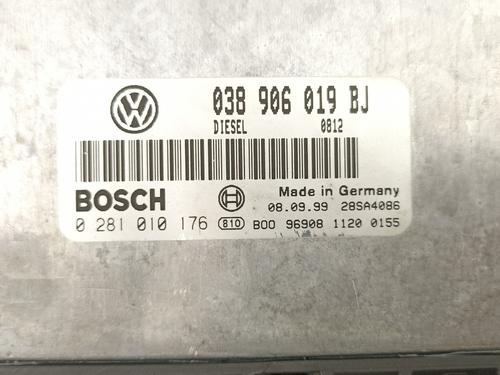 038 906 019 BJ
DIESEL 0812
BOSCH
Made in Germany
08.09.99 28SA4086
0 281 010 176 810 B00 96908 1120 0155